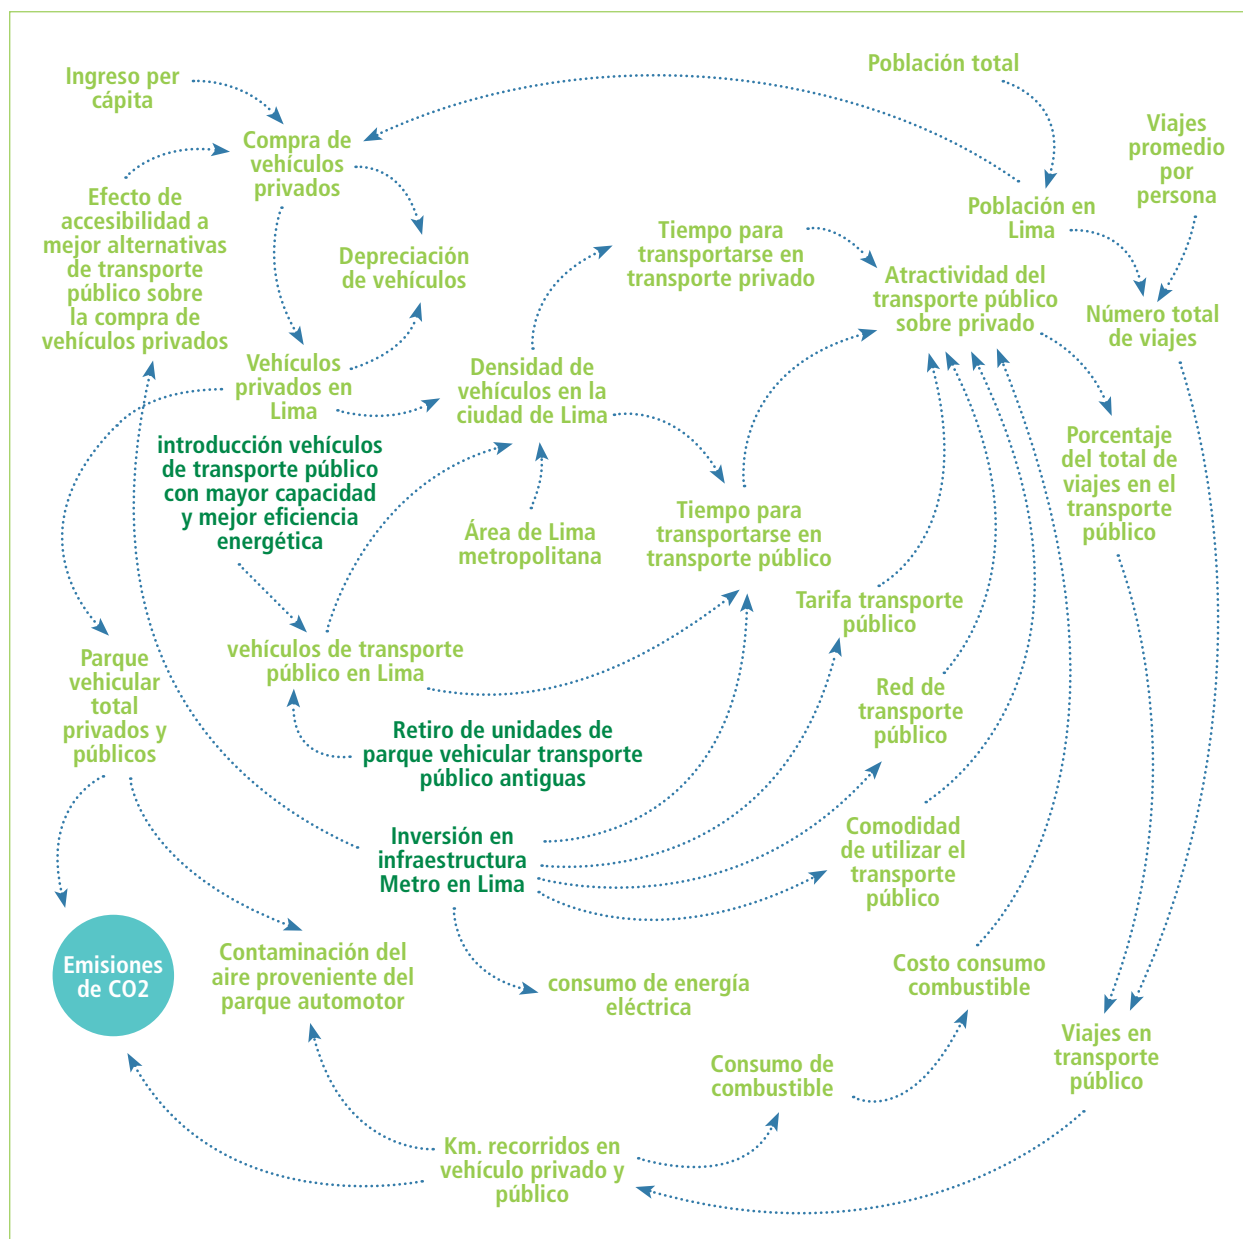 Ingreso per
cápita
Población total
Viajes
promedio
por
persona
Compra de
vehículos
privados
Efecto de
accesibilidad a
mejor alternativas
de transporte
público sobre
la compra de
vehículos privados
Población en
Lima
Tiempo para
transportarse en
transporte privado
Depreciación
de vehículos
Atractividad del
transporte público
sobre privado
Número total
de viajes
Vehículos
privados en
Lima
Densidad de
vehículos en la
ciudad de Lima
introducción vehículos
de transporte público
con mayor capacidad
y mejor eficiencia
energética
Porcentaje
del total de
viajes en el
transporte
público
Área de Lima
metropolitana
Tiempo para
transportarse en
transporte público
Tarifa transporte
público
vehículos de transporte
público en Lima
Parque
vehicular
total
privados y
públicos
Red de
transporte
público
Retiro de unidades de
parque vehicular transporte
público antiguas
Inversión en
infraestructura
Metro en Lima
Comodidad
de utilizar el
transporte
público
Emisiones
de CO2
Contaminación del
aire proveniente del
parque automotor
consumo de energía
eléctrica
Costo consumo
combustible
Viajes en
transporte
público
Consumo de
combustible
Km. recorridos en
vehículo privado y
público